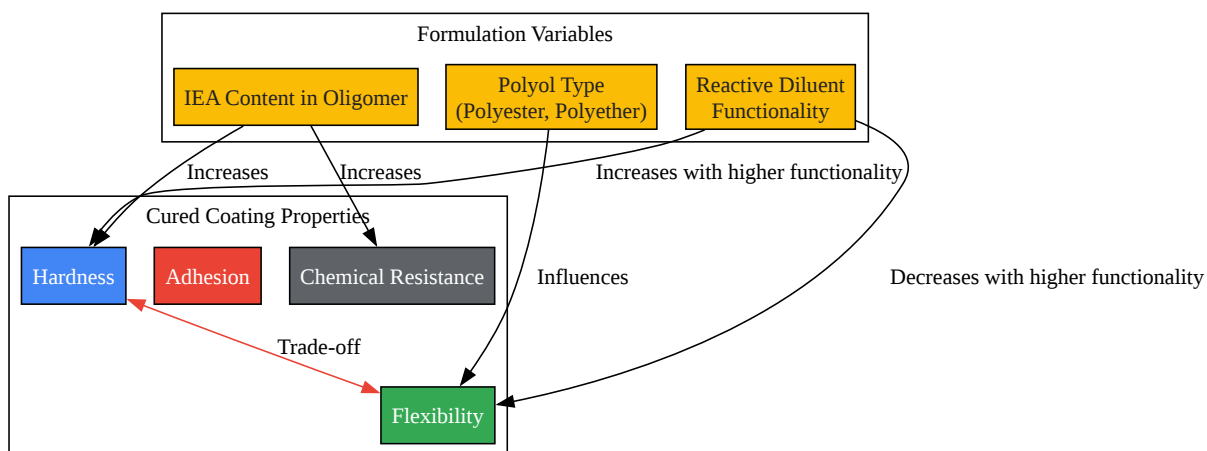 Formulation Variables
IEA Content in Oligomer
Polyol Type
(Polyester, Polyether)
Reactive Diluent
Functionality
Increases
Increases
Increases with higher functionality
Cured Coating Properties
Hardness
Adhesion
Chemical Resistance
Influences
Decreases with higher functionality
Trade-off
Flexibility